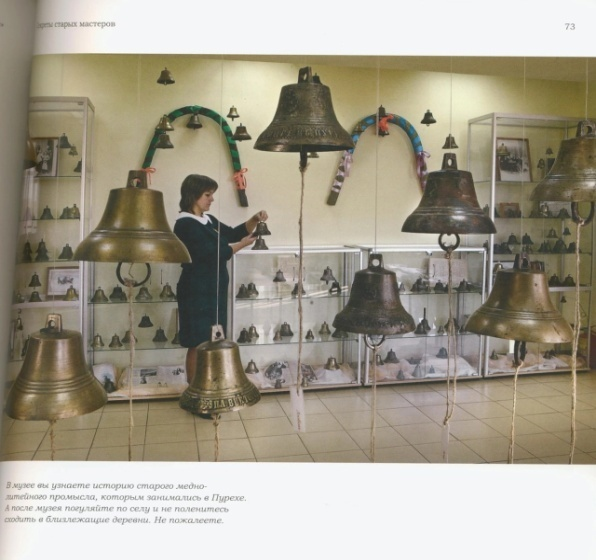 старых мастеров
73
В музее вы узнаете историю старого медно-
литейного промысла, которым занимались в Пурехе.
А после музея погуляйте по селу и не поленитесь
сходить в близлежащие деревни. Не пожалеете.